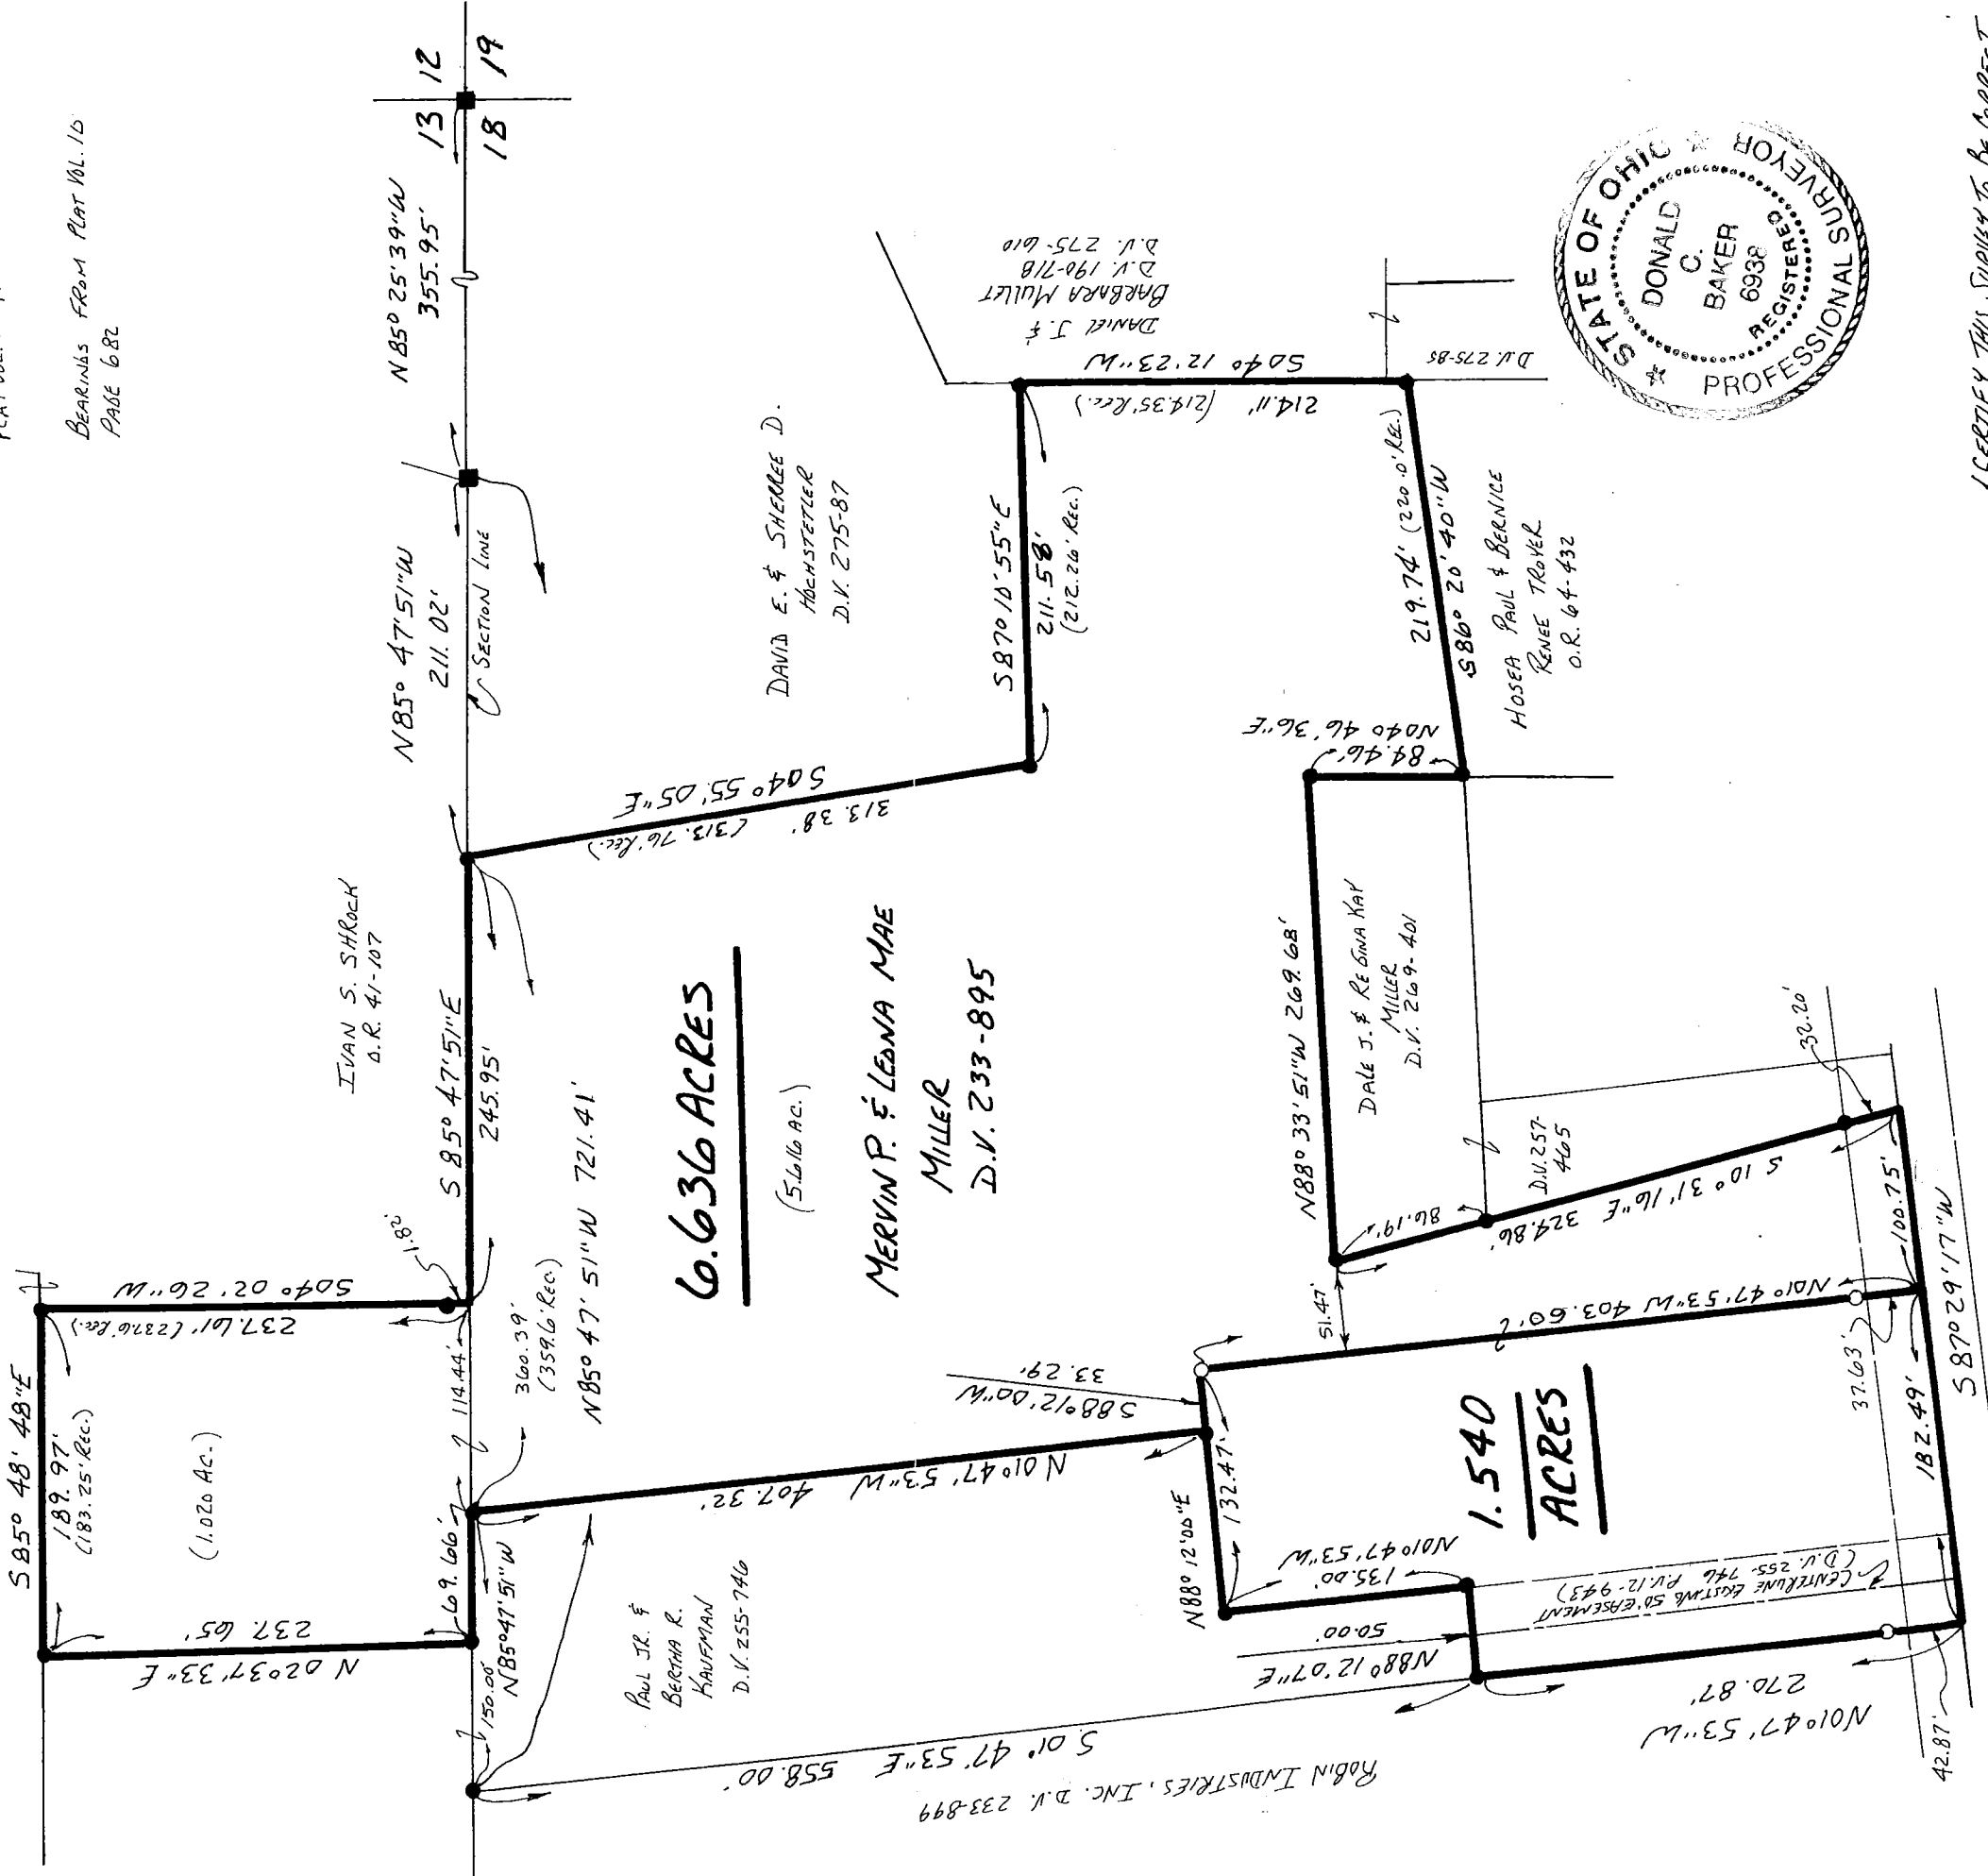 BEARINGS FROM PLAT VOL. 10
PAGE 682
N 85° 25' 39" W
355.95'
13 12
18 19
N 85° 47' 51" W
211.02'
SECTION LINE
IVAN S. SHROCK
O.R. 41-107
S 85° 47' 51" E
245.95'
S 85° 48' 48" E
189.97'
(183.25' REC.)
(1.020 AC.)
237.61' (237.6' REC.)
S 04° 02' 26" W
1.82'
N 02° 37' 33" E
237.65'
69.66'
114.44'
150.00'
N 85° 47' 51" W
360.39'
(359.6' REC.)
N 85° 47' 51" W 721.41'
DAVID E. & SHERREE D.
HOCHSTETLER
D.V. 275-87
S 04° 55' 05" E
313.38' (313.76' REC.)
S 87° 10' 55" E
211.58'
(212.26' REC.)
DANIEL J. &
BARBARA MULLET
D.V. 190-718
D.V. 275-610
S 04° 12' 23" W
214.11' (214.35' REC.)
D.V. 275-85
219.74' (220.0' REC.)
S 86° 20' 40" W
HOSEA PAUL & BERNICE
RENEE TROYER
O.R. 64-432
N 04° 46' 36" E
84.46'
6.636 ACRES
(5.616 AC.)
MERVIN P. & LEONA MAE
MILLER
D.V. 233-895
N 88° 33' 51" W 269.68'
DALE J. & REGINA KAY
MILLER
D.V. 269-401
86.19'
D.V. 257-
465
S 10° 31' 16" E 324.86'
32.20'
51.47'
N 01° 47' 53" W 403.60'
100.75'
37.63'
182.49'
S 87° 29' 17" W
S 88° 12' 00" W
33.29'
N 01° 47' 53" W 407.32'
N 88° 12' 00" E
132.47'
1.540
ACRES
N 01° 47' 53" W
135.00'
CENTERLINE EXISTING 50' EASEMENT
(D.V. 255-746 P.V. 12-943)
N 88° 12' 07" E
50.00'
N 01° 47' 53" W
270.87'
42.87'
PAUL JR. &
BERTHA R.
KAUFMAN
D.V. 255-746
S 01° 47' 53" E 558.00'
ROBIN INDUSTRIES, INC. D.V. 233-899
STATE OF OHIO
DONALD
C.
BAKER
6938
REGISTERED
PROFESSIONAL SURVEYOR
I CERTIFY THIS SURVEY TO BE CORRECT